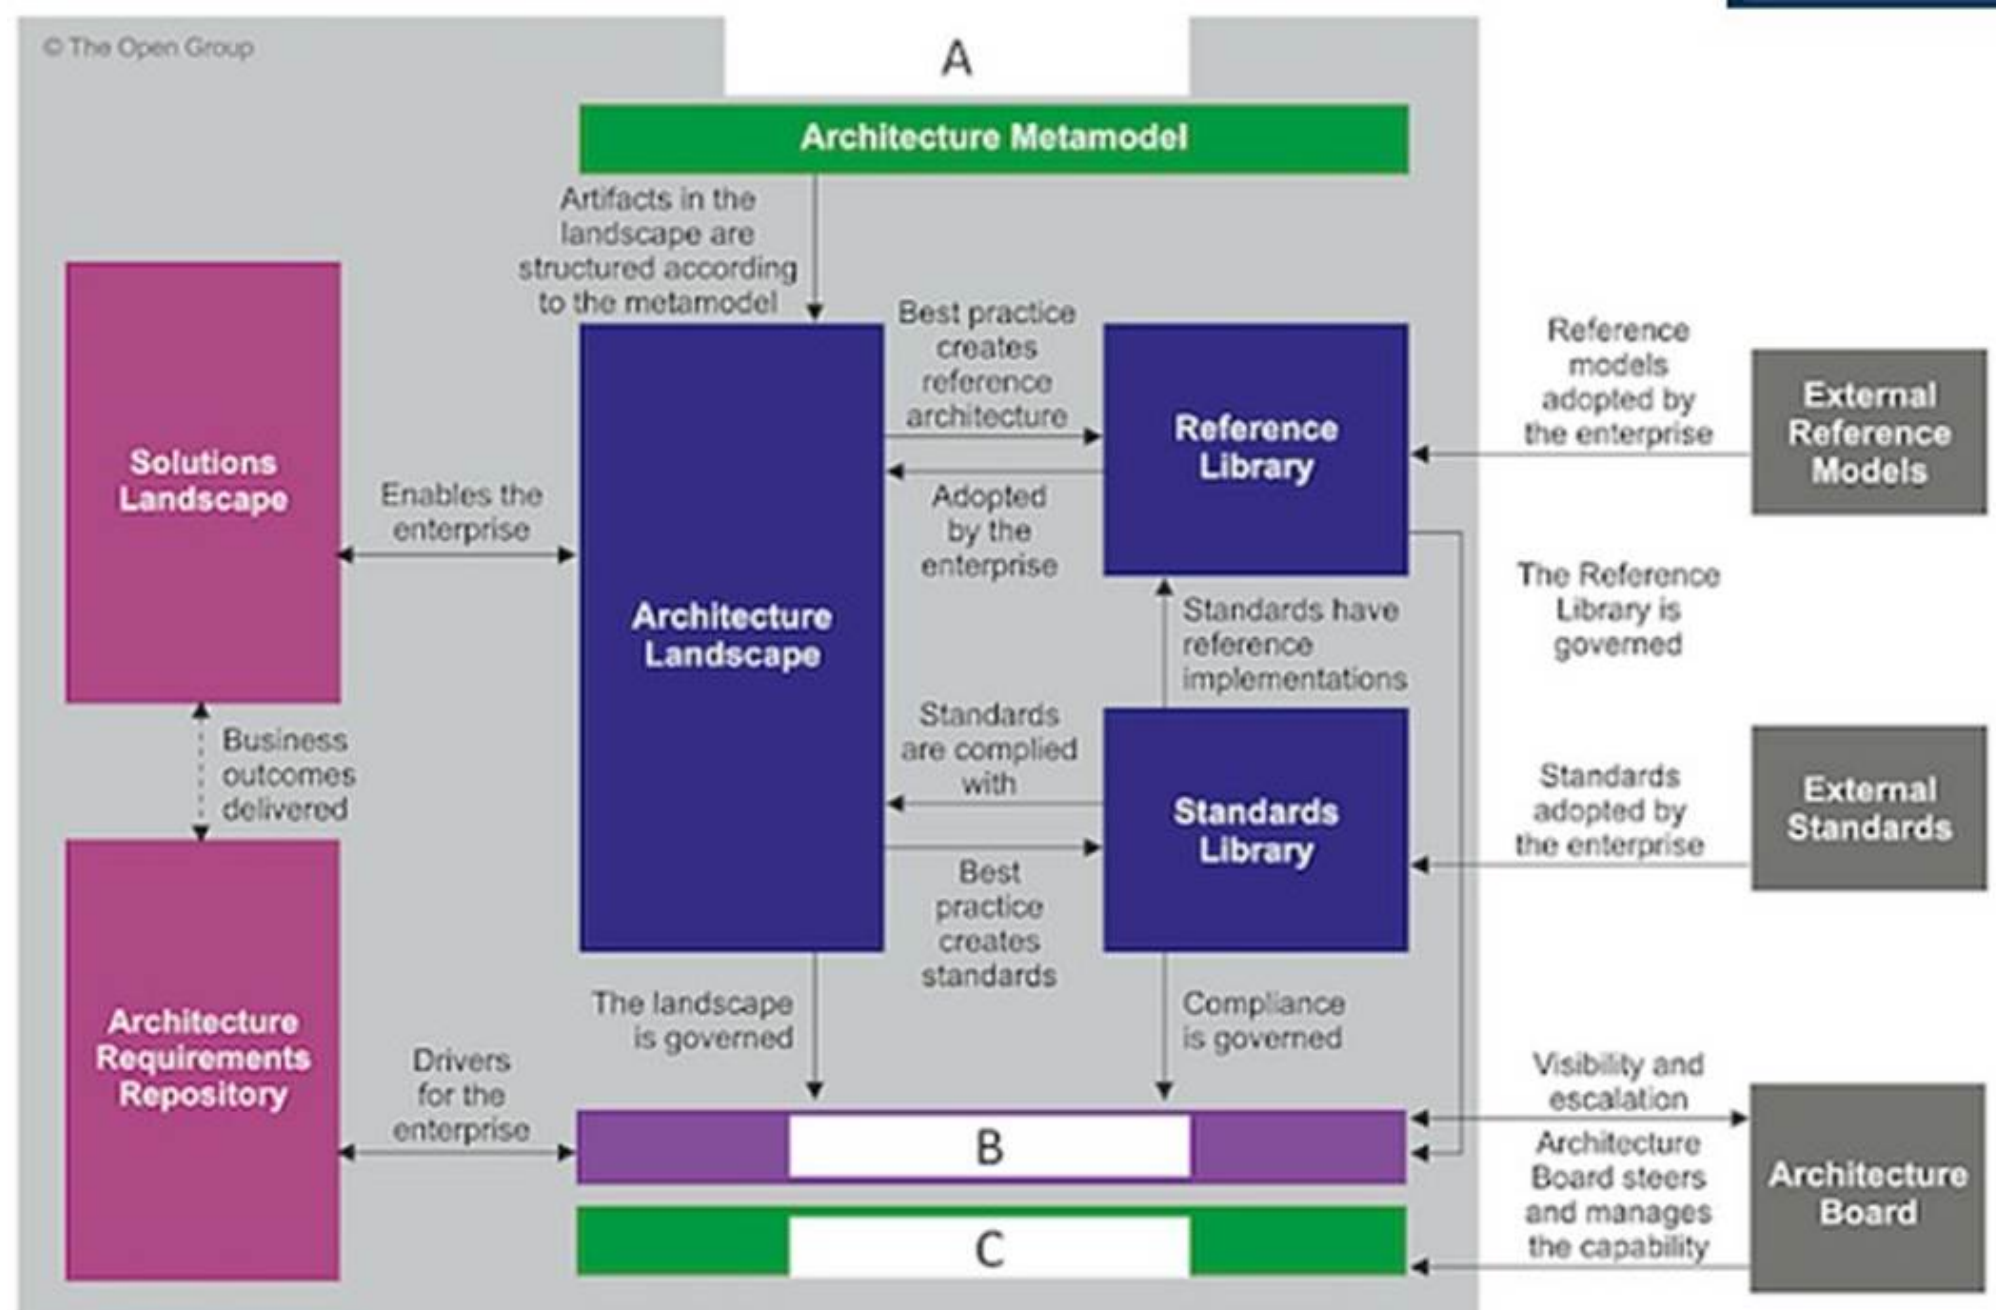 © The Open Group
A
Architecture Metamodel
Artifacts in the
landscape are
structured according
to the metamodel
Solutions
Landscape
Enables the
enterprise
Architecture
Landscape
Best practice
creates
reference
architecture
Adopted
by the
enterprise
Reference
Library
Reference
models
adopted by
the enterprise
External
Reference
Models
The Reference
Library is
governed
Standards have
reference
implementations
Standards
are complied
with
Best
practice
creates
standards
Standards
Library
Standards
adopted by
the enterprise
External
Standards
Business
outcomes
delivered
Architecture
Requirements
Repository
Drivers
for the
enterprise
The landscape
is governed
Compliance
is governed
B
C
Visibility and
escalation
Architecture
Board steers
and manages
the capability
Architecture
Board